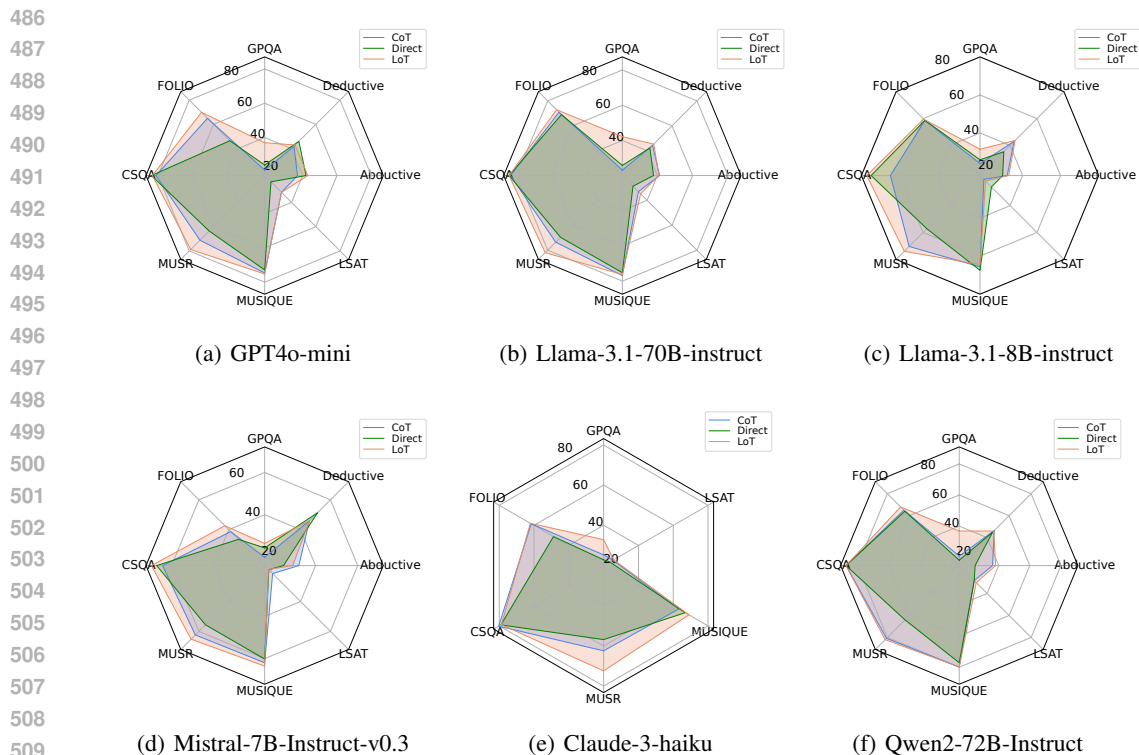 486
487
488
489
490
491
492
493
494
495
496
497
498
499
500
501
502
503
504
505
506
507
508
509
CoT
Direct
LoT
GPQA
Deductive
Abductive
LSAT
MUSIQUE
MUSR
CSQA
FOLIO
20
40
60
80
(a) GPT4o-mini
CoT
Direct
LoT
GPQA
Deductive
Abductive
LSAT
MUSIQUE
MUSR
CSQA
FOLIO
20
40
60
80
(b) Llama-3.1-70B-instruct
CoT
Direct
LoT
GPQA
Deductive
Abductive
LSAT
MUSIQUE
MUSR
CSQA
FOLIO
20
40
60
80
(c) Llama-3.1-8B-instruct
CoT
Direct
LoT
GPQA
Deductive
Abductive
LSAT
MUSIQUE
MUSR
CSQA
FOLIO
20
40
60
(d) Mistral-7B-Instruct-v0.3
CoT
Direct
LoT
GPQA
LSAT
MUSIQUE
MUSR
CSQA
FOLIO
20
40
60
80
(e) Claude-3-haiku
CoT
Direct
LoT
GPQA
Deductive
Abductive
LSAT
MUSIQUE
MUSR
CSQA
FOLIO
20
40
60
80
(f) Qwen2-72B-Instruct